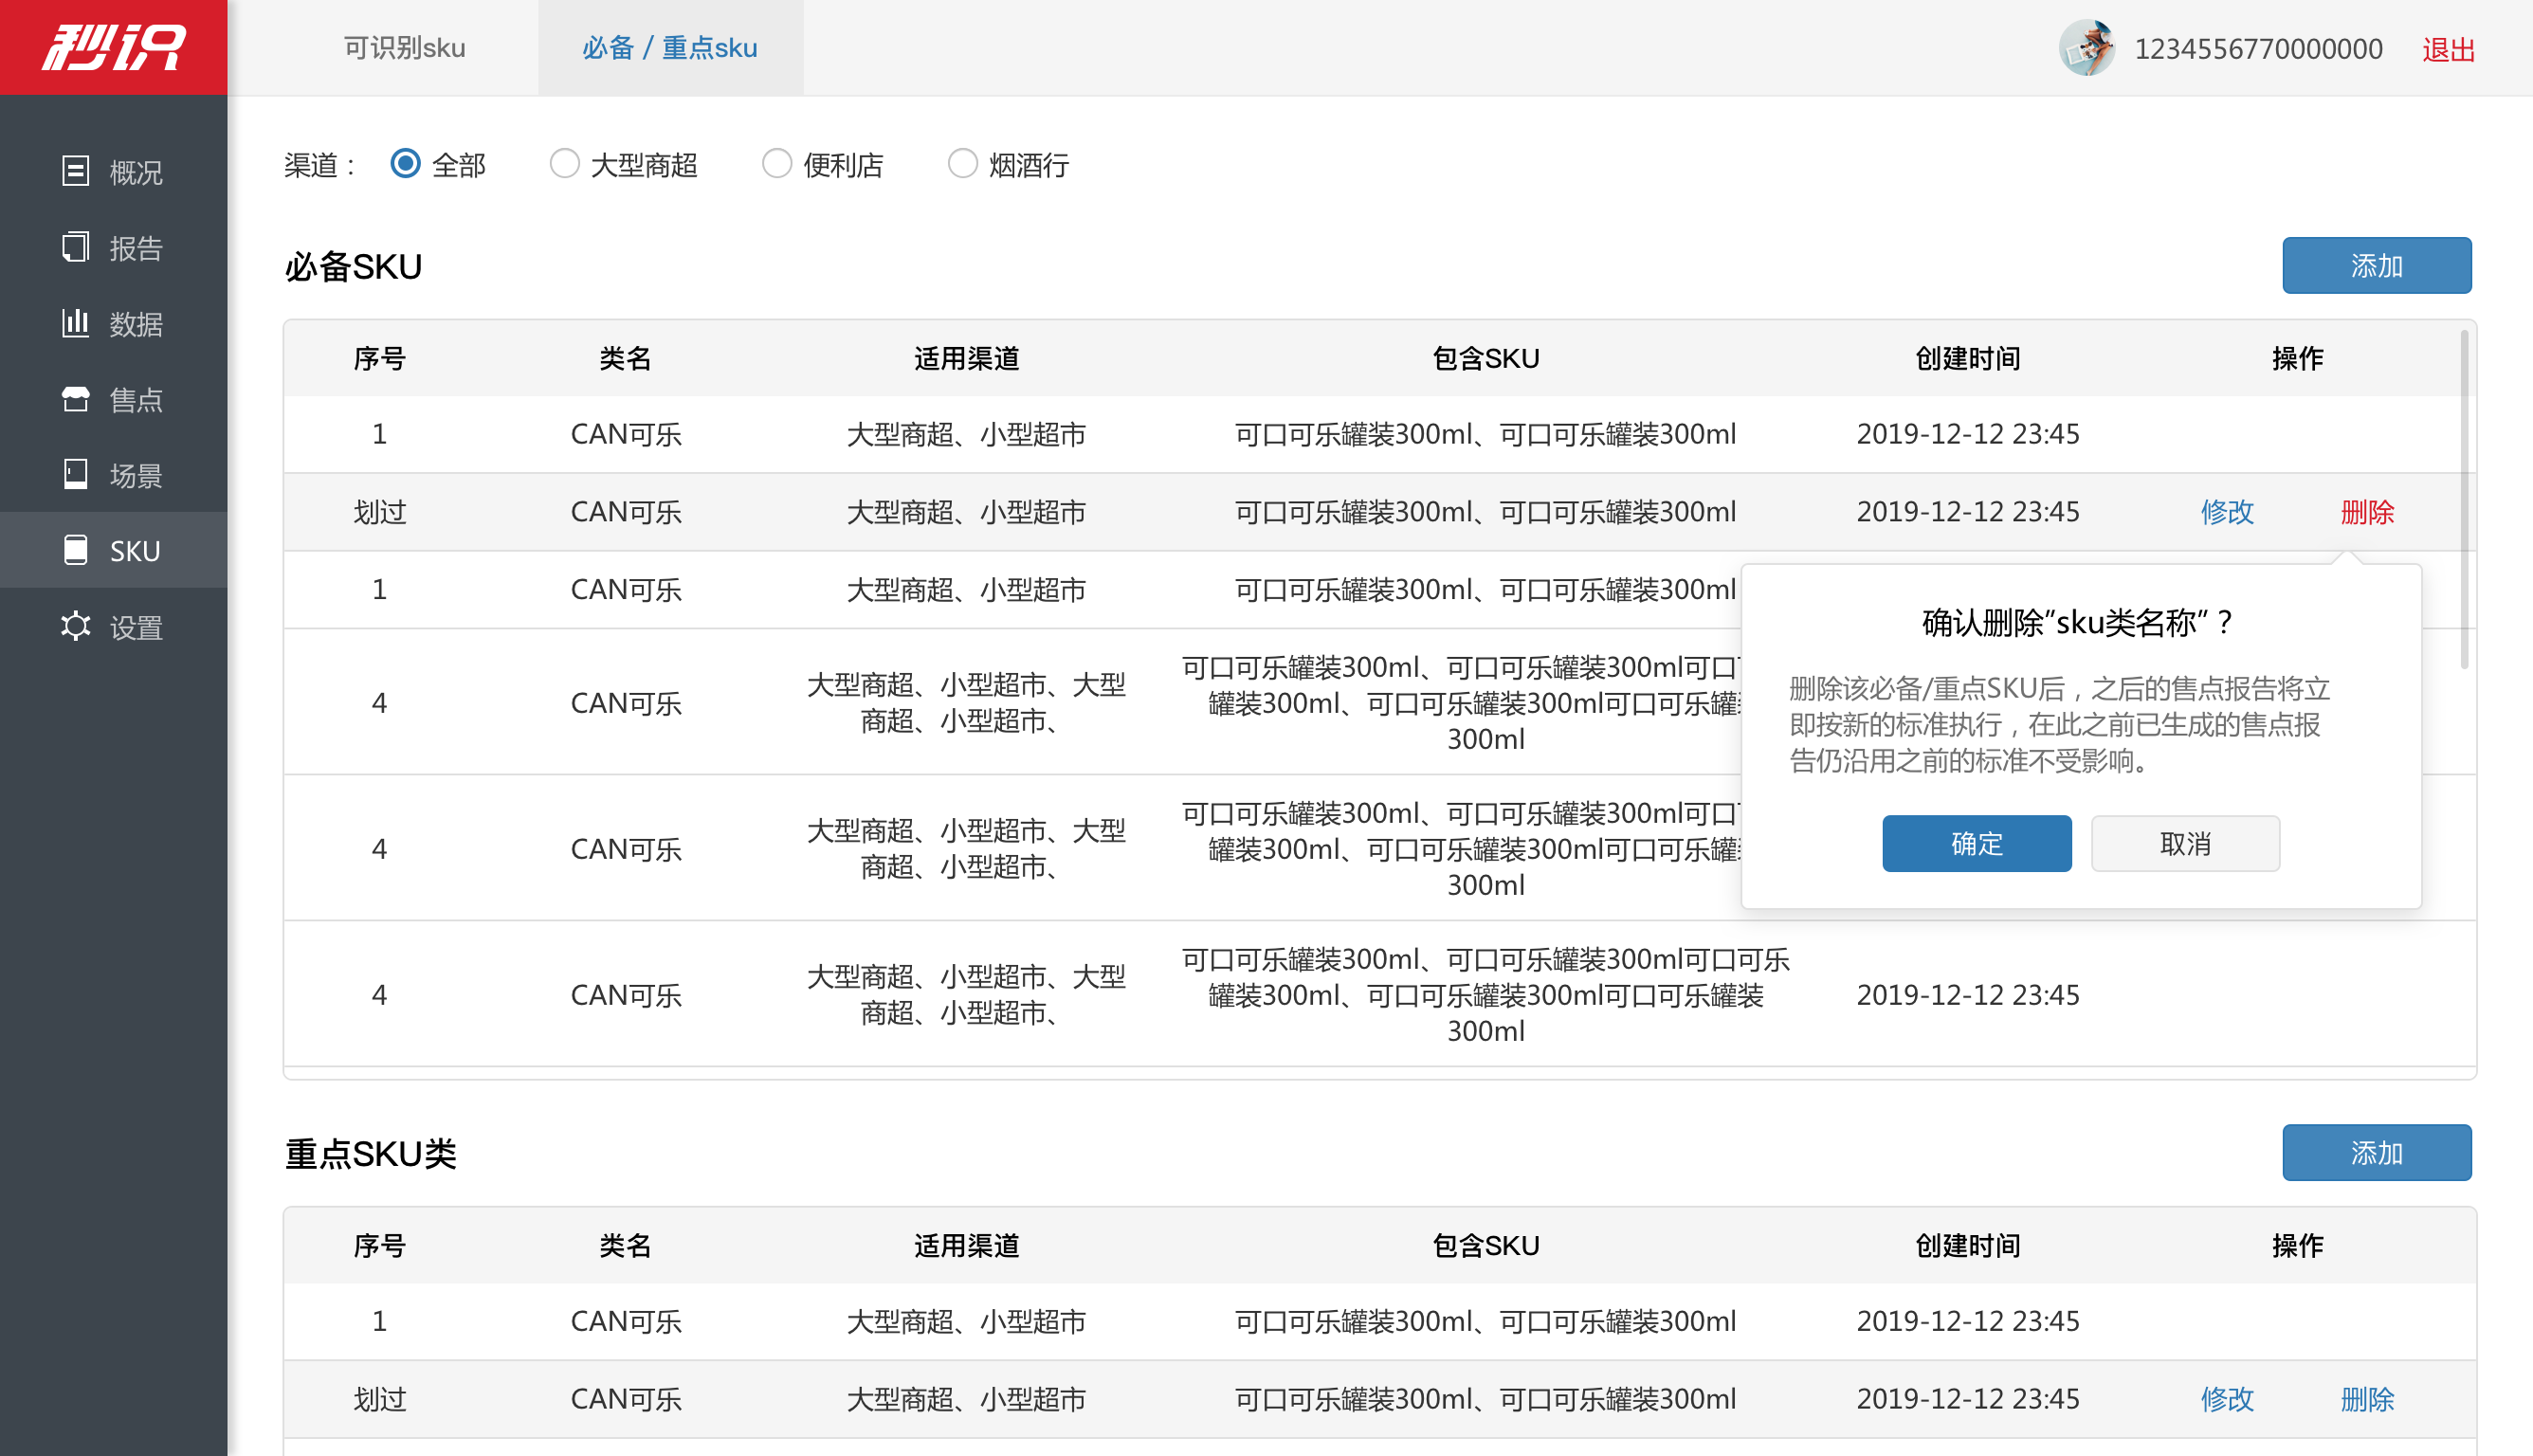 秒识
可识别sku
必备 / 重点sku
1234556770000000
退出
概况
报告
数据
售点
场景
SKU
设置
渠道：
全部
大型商超
便利店
烟酒行
必备SKU
添加
序号 类名 适用渠道 包含SKU 创建时间 操作
1 CAN可乐 大型商超、小型超市 可口可乐罐装300ml、可口可乐罐装300ml 2019-12-12 23:45
划过 CAN可乐 大型商超、小型超市 可口可乐罐装300ml、可口可乐罐装300ml 2019-12-12 23:45 修改 删除
1 CAN可乐 大型商超、小型超市 可口可乐罐装300ml、可口可乐罐装300ml
4 CAN可乐
大型商超、小型超市、大型
商超、小型超市、
可口可乐罐装300ml、可口可乐罐装300ml可口
罐装300ml、可口可乐罐装300ml可口可乐罐
300ml
4 CAN可乐
大型商超、小型超市、大型
商超、小型超市、
可口可乐罐装300ml、可口可乐罐装300ml可口
罐装300ml、可口可乐罐装300ml可口可乐罐
300ml
4 CAN可乐
大型商超、小型超市、大型
商超、小型超市、
可口可乐罐装300ml、可口可乐罐装300ml可口可乐
罐装300ml、可口可乐罐装300ml可口可乐罐装
300ml
2019-12-12 23:45
确认删除”sku类名称”？
删除该必备/重点SKU后，之后的售点报告将立
即按新的标准执行，在此之前已生成的售点报
告仍沿用之前的标准不受影响。
确定
取消
重点SKU类
添加
序号 类名 适用渠道 包含SKU 创建时间 操作
1 CAN可乐 大型商超、小型超市 可口可乐罐装300ml、可口可乐罐装300ml 2019-12-12 23:45
划过 CAN可乐 大型商超、小型超市 可口可乐罐装300ml、可口可乐罐装300ml 2019-12-12 23:45 修改 删除